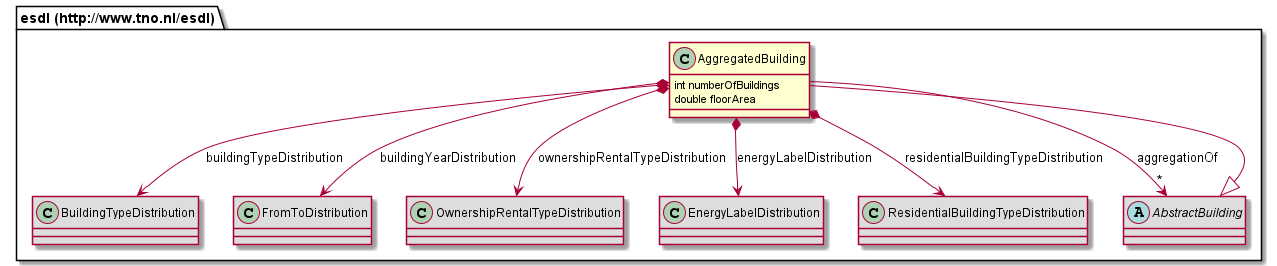 esdl (http://www.tno.nl/esdl)
C AggregatedBuilding
int numberOfBuildings
double floorArea
buildingTypeDistribution
buildingYearDistribution
ownershipRentalTypeDistribution
energyLabelDistribution
residentialBuildingTypeDistribution
aggregationOf
*
C BuildingTypeDistribution
C FromToDistribution
C OwnershipRentalTypeDistribution
C EnergyLabelDistribution
C ResidentialBuildingTypeDistribution
A AbstractBuilding